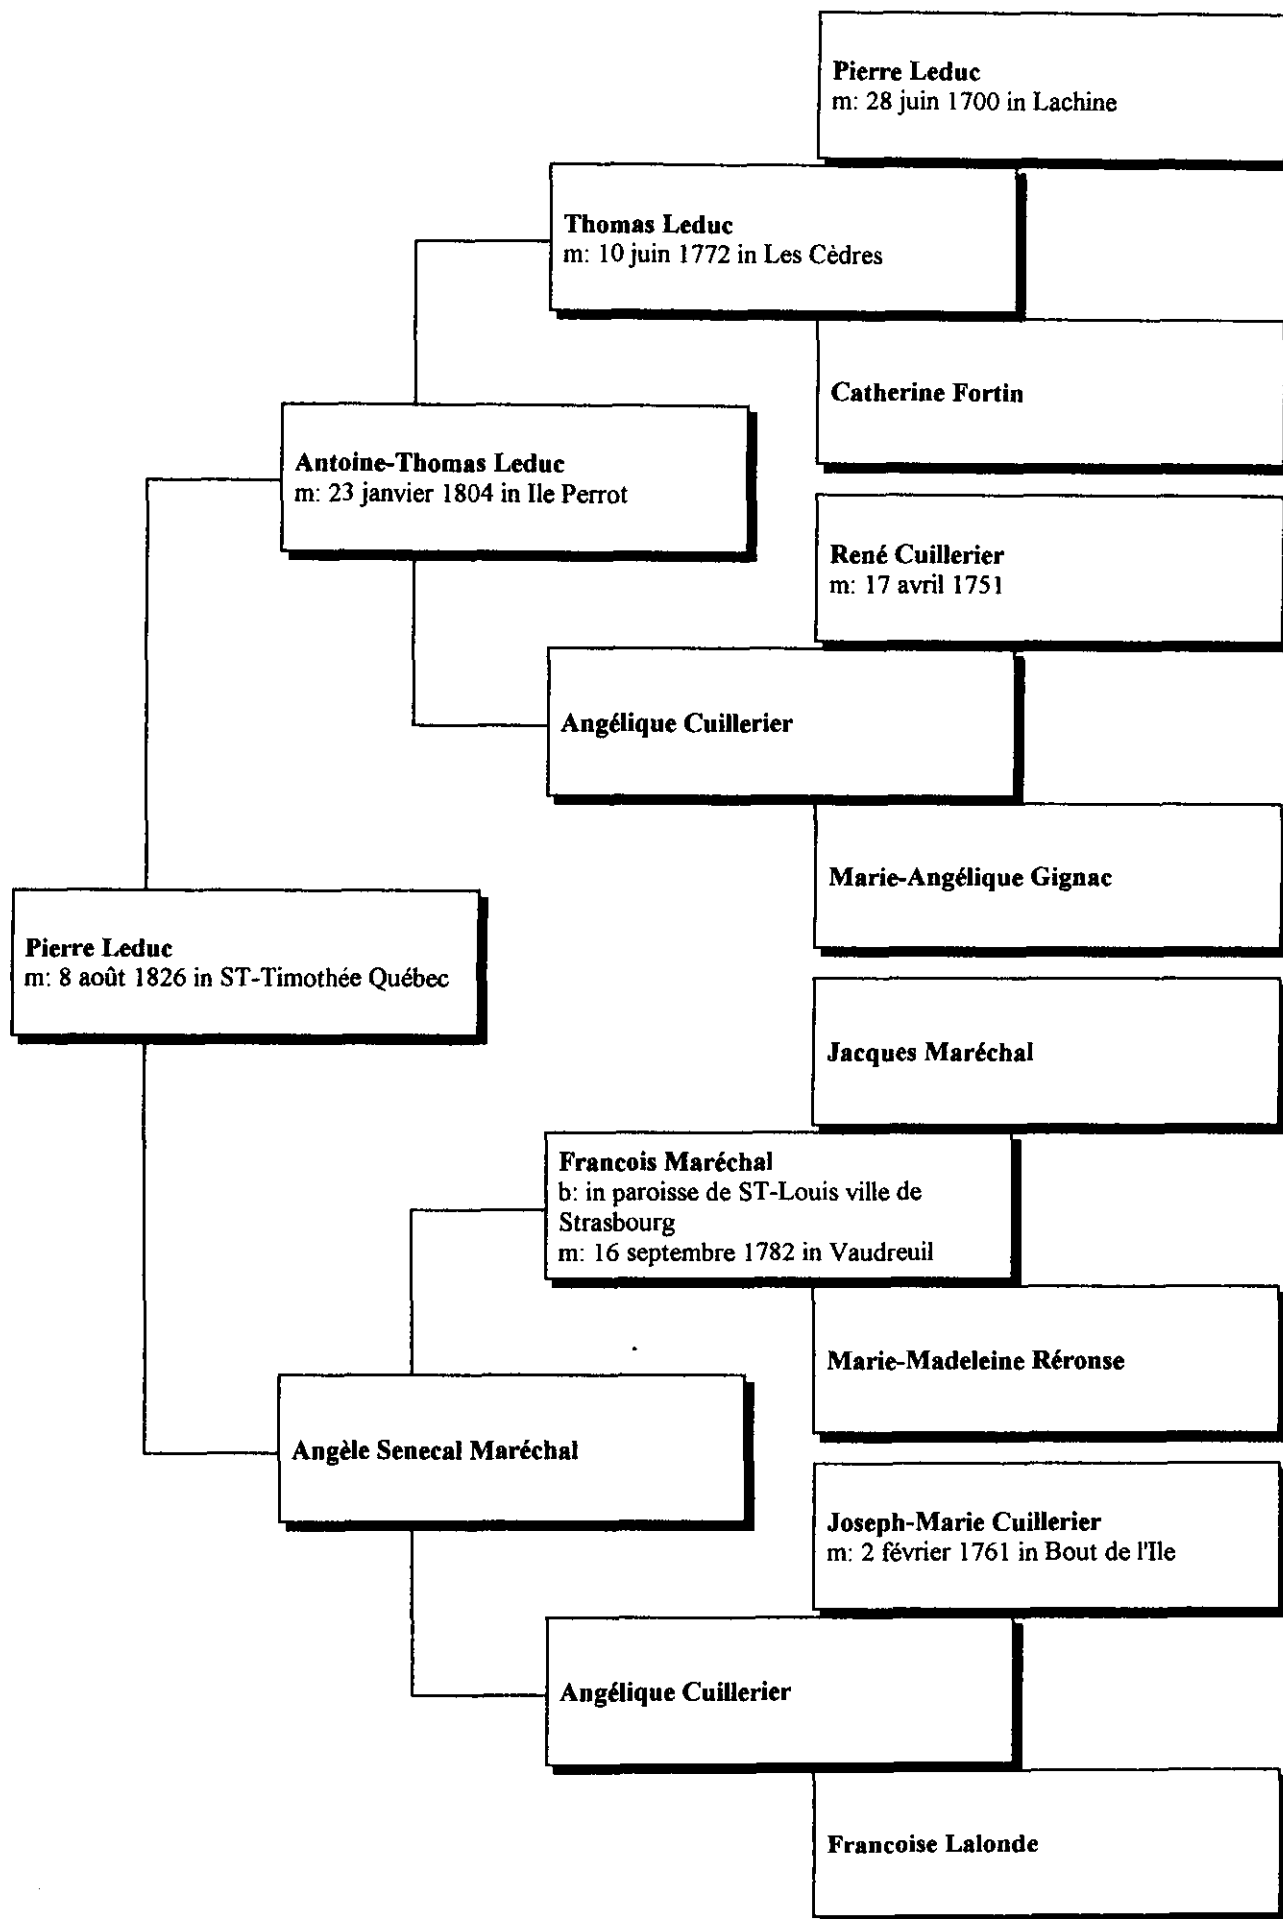 Pierre Leduc
m: 28 juin 1700 in Lachine
Thomas Leduc
m: 10 juin 1772 in Les Cèdres
Catherine Fortin
Antoine-Thomas Leduc
m: 23 janvier 1804 in Ile Perrot
René Cuillerier
m: 17 avril 1751
Angélique Cuillerier
Marie-Angélique Gignac
Pierre Leduc
m: 8 août 1826 in ST-Timothée Québec
Jacques Maréchal
Francois Maréchal
b: in paroisse de ST-Louis ville de
Strasbourg
m: 16 septembre 1782 in Vaudreuil
Marie-Madeleine Réronse
Angèle Senecal Maréchal
Joseph-Marie Cuillerier
m: 2 février 1761 in Bout de l'Ile
Angélique Cuillerier
Francoise Lalonde